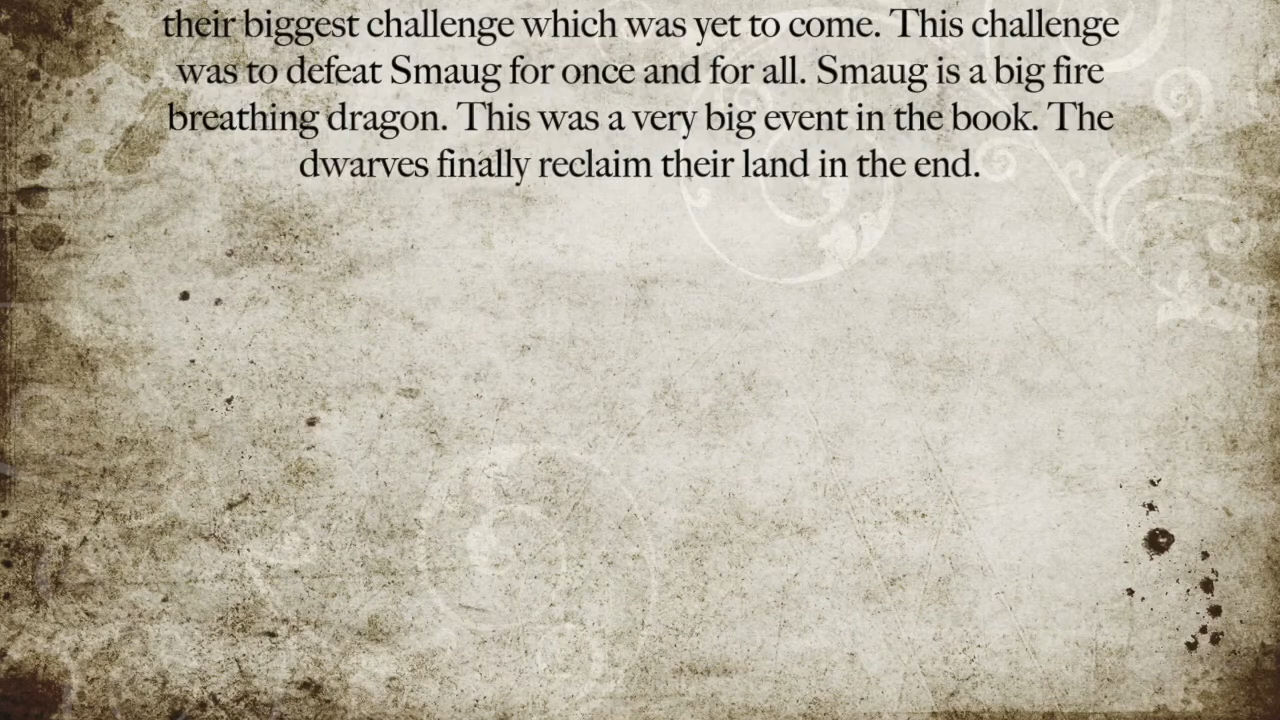 their biggest challenge which was yet to come. This challenge
was to defeat Smaug for once and for all. Smaug is a big fire
breathing dragon. This was a very big event in the book. The
dwarves finally reclaim their land in the end.